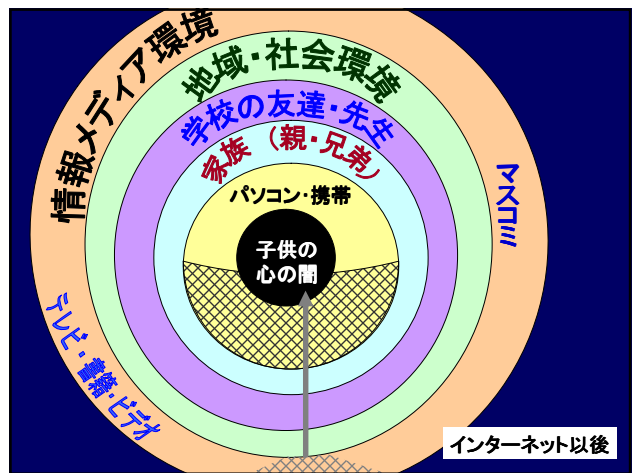 情報メディア環境
地域・社会環境
学校の友達・先生
家族（親・兄弟）
パソコン・携帯
子供の
心の闇
マスコミ
テレビ・書籍・ビデオ
インターネット以後